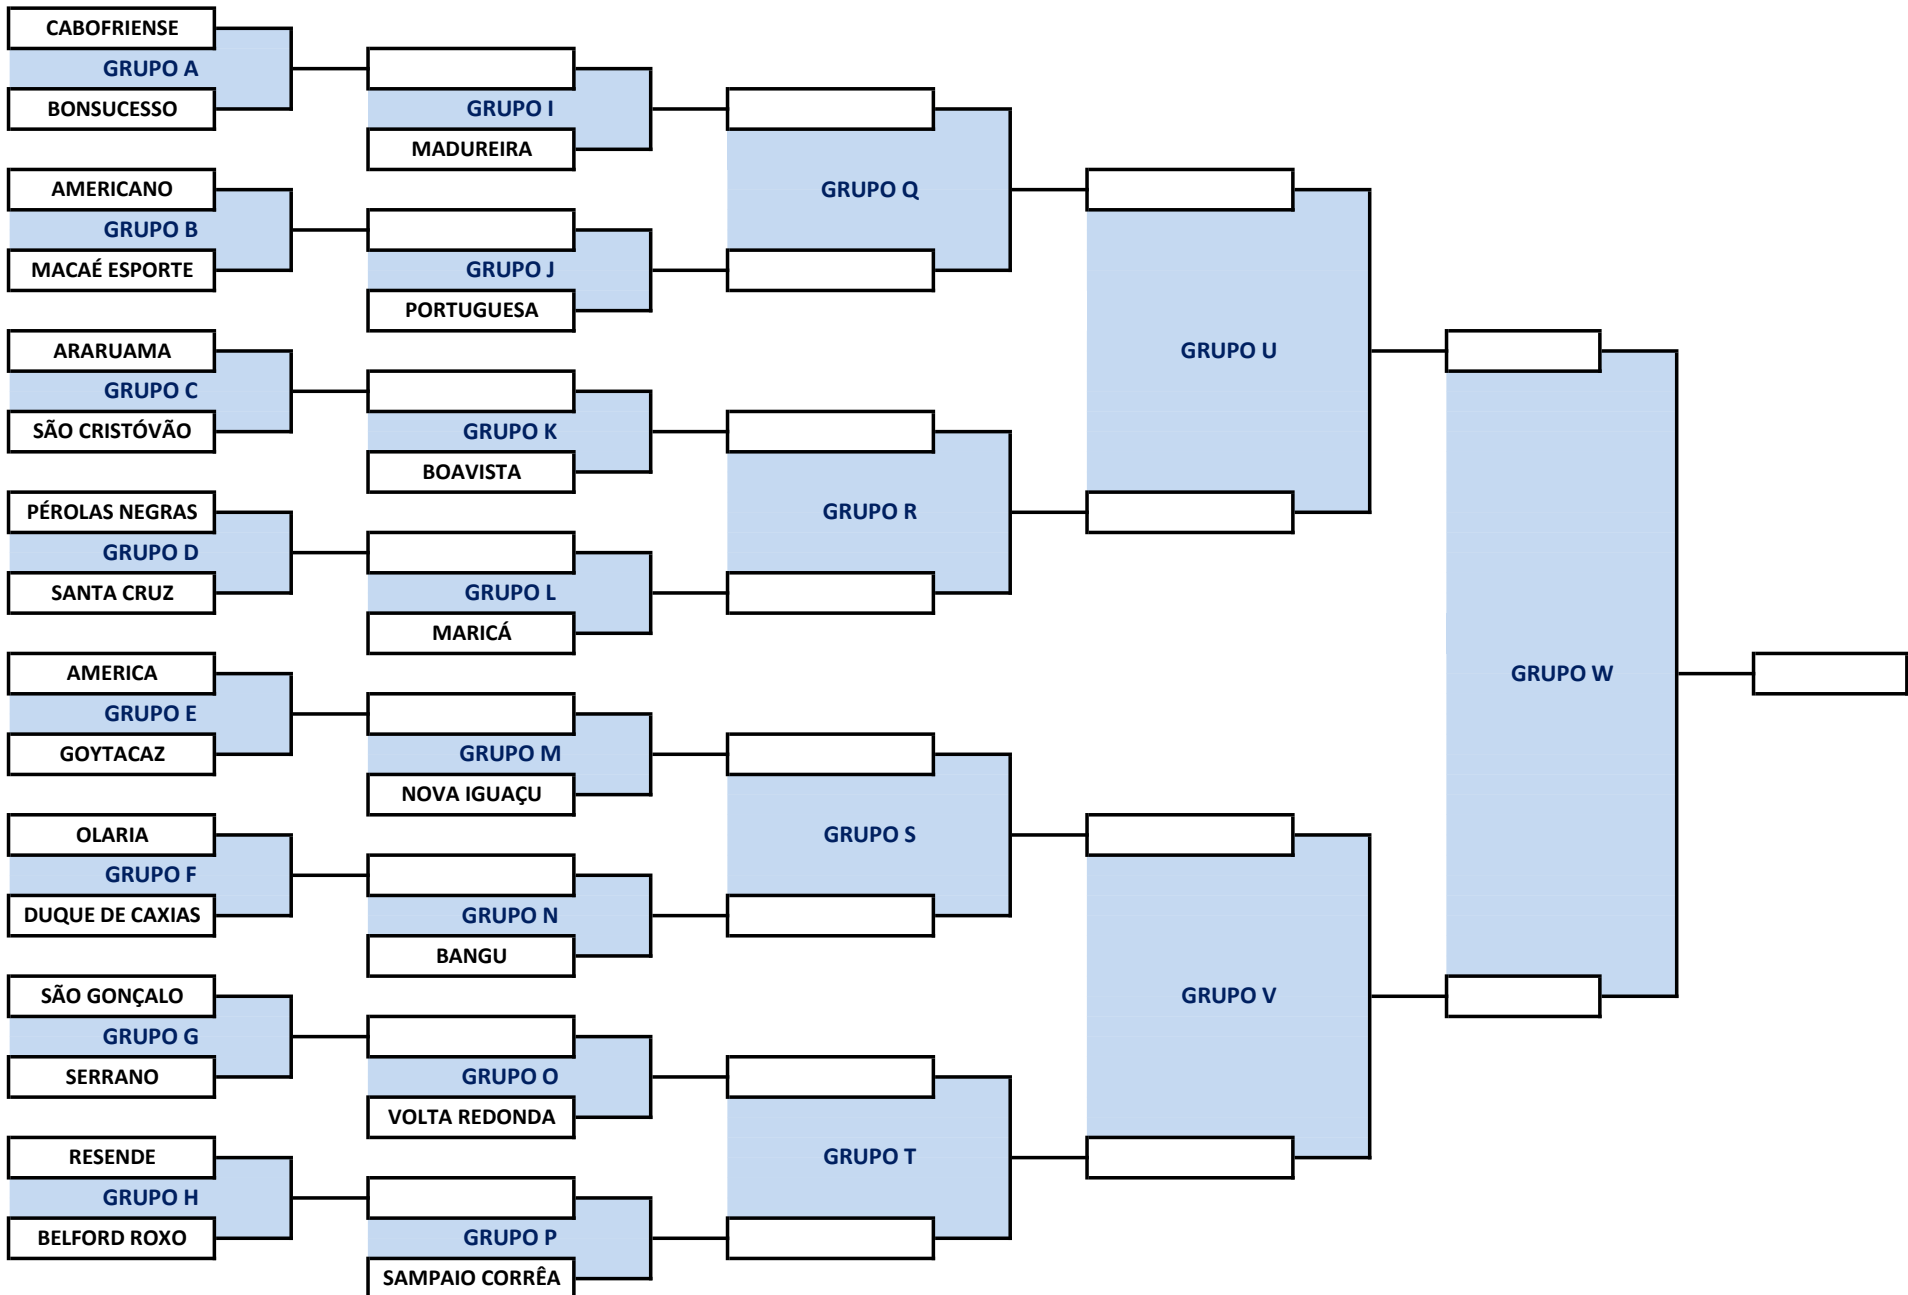 CABOFRIENSE
GRUPO A
BONSUCESSO
AMERICANO
GRUPO B
MACAÉ ESPORTE
ARARUAMA
GRUPO C
SÃO CRISTÓVÃO
PÉROLAS NEGRAS
GRUPO D
SANTA CRUZ
AMERICA
GRUPO E
GOYTACAZ
OLARIA
GRUPO F
DUQUE DE CAXIAS
SÃO GONÇALO
GRUPO G
SERRANO
RESENDE
GRUPO H
BELFORD ROXO
GRUPO I
MADUREIRA
GRUPO J
PORTUGUESA
GRUPO K
BOAVISTA
GRUPO L
MARICÁ
GRUPO M
NOVA IGUAÇU
GRUPO N
BANGU
GRUPO O
VOLTA REDONDA
GRUPO P
SAMPAIO CORRÊA
GRUPO Q
GRUPO R
GRUPO S
GRUPO T
GRUPO U
GRUPO V
GRUPO W